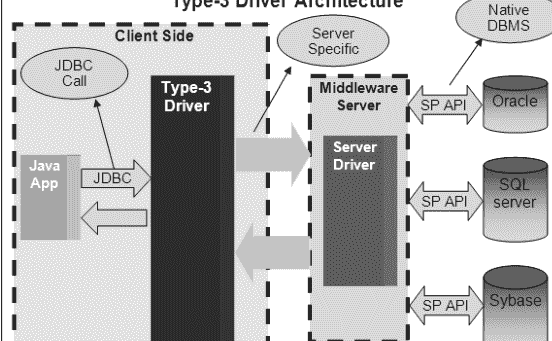 Type-3 Driver Architecture
Client Side
Server
Specific
Native
DBMS
JDBC
Call
Type-3
Driver
Middleware
Server
SP API
Oracle
Java
App
JDBC
Server
Driver
SP API
SQL
server
SP API
Sybase